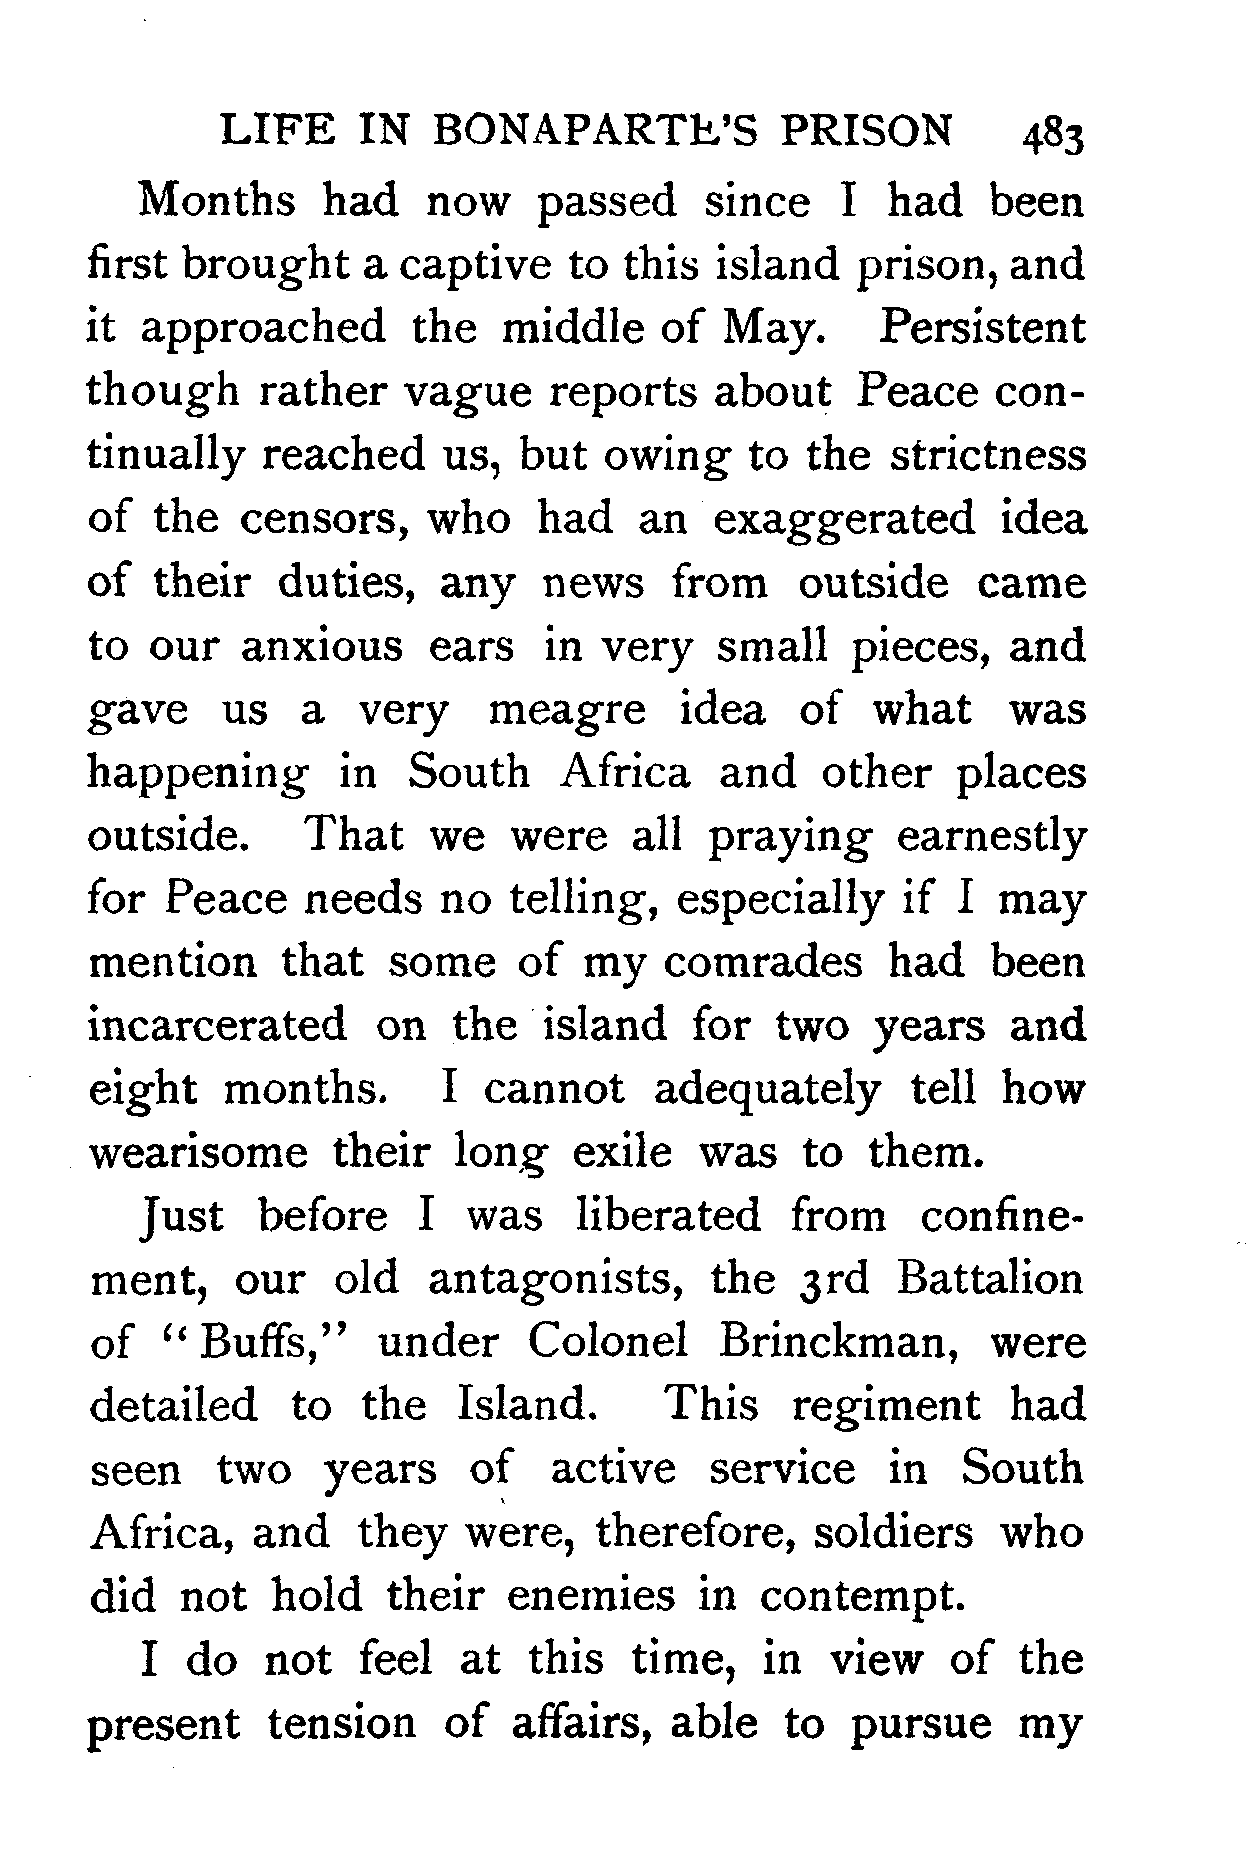 LIFE IN BONAPARTE'S PRISON 483
Months had now passed since I had been
first brought a captive to this island prison, and
it approached the middle of May. Persistent
though rather vague reports about Peace con-
tinually reached us, but owing to the strictness
of the censors, who had an exaggerated idea
of their duties, any news from outside came
to our anxious ears in very small pieces, and
gave us a very meagre idea of what was
happening in South Africa and other places
outside. That we were all praying earnestly
for Peace needs no telling, especially if I may
mention that some of my comrades had been
incarcerated on the island for two years and
eight months. I cannot adequately tell how
wearisome their long exile was to them.
Just before I was liberated from confine-
ment, our old antagonists, the 3rd Battalion
of "Buffs," under Colonel Brinckman, were
detailed to the Island. This regiment had
seen two years of active service in South
Africa, and they were, therefore, soldiers who
did not hold their enemies in contempt.
I do not feel at this time, in view of the
present tension of affairs, able to pursue my